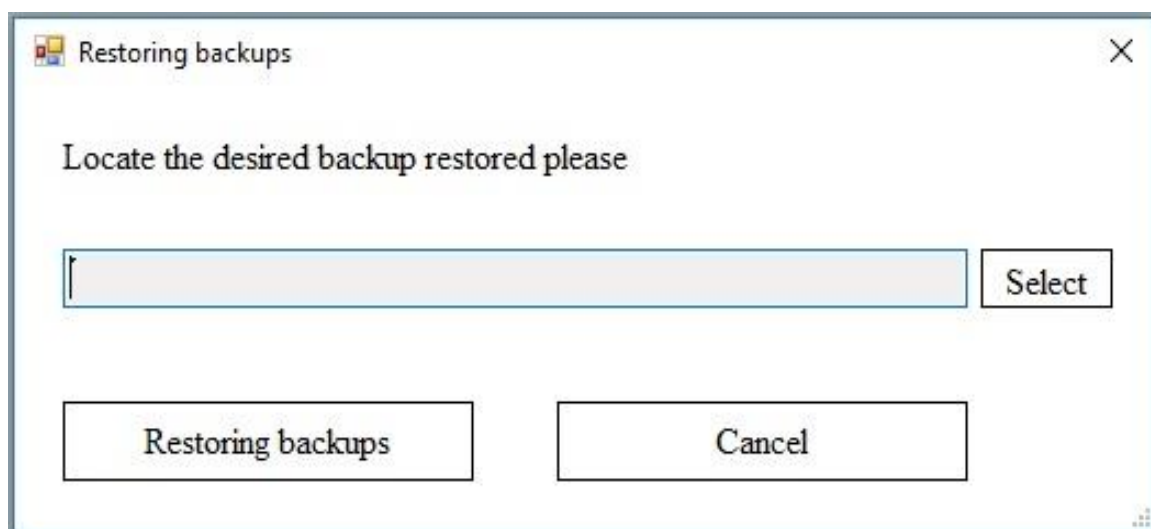 Restoring backups
Locate the desired backup restored please
Select
Restoring backups
Cancel